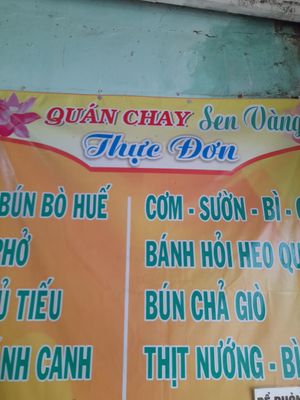 QUÁN CHAY Sen Vàng
Thực Đơn
BÚN BÒ HUẾ
PHỞ
TIẾU
CANH
CƠM - SƯỜN - BÌ -
BÁNH HỎI HEO
BÚN CHẢ GIÒ
THỊT NƯỚNG - BÌ